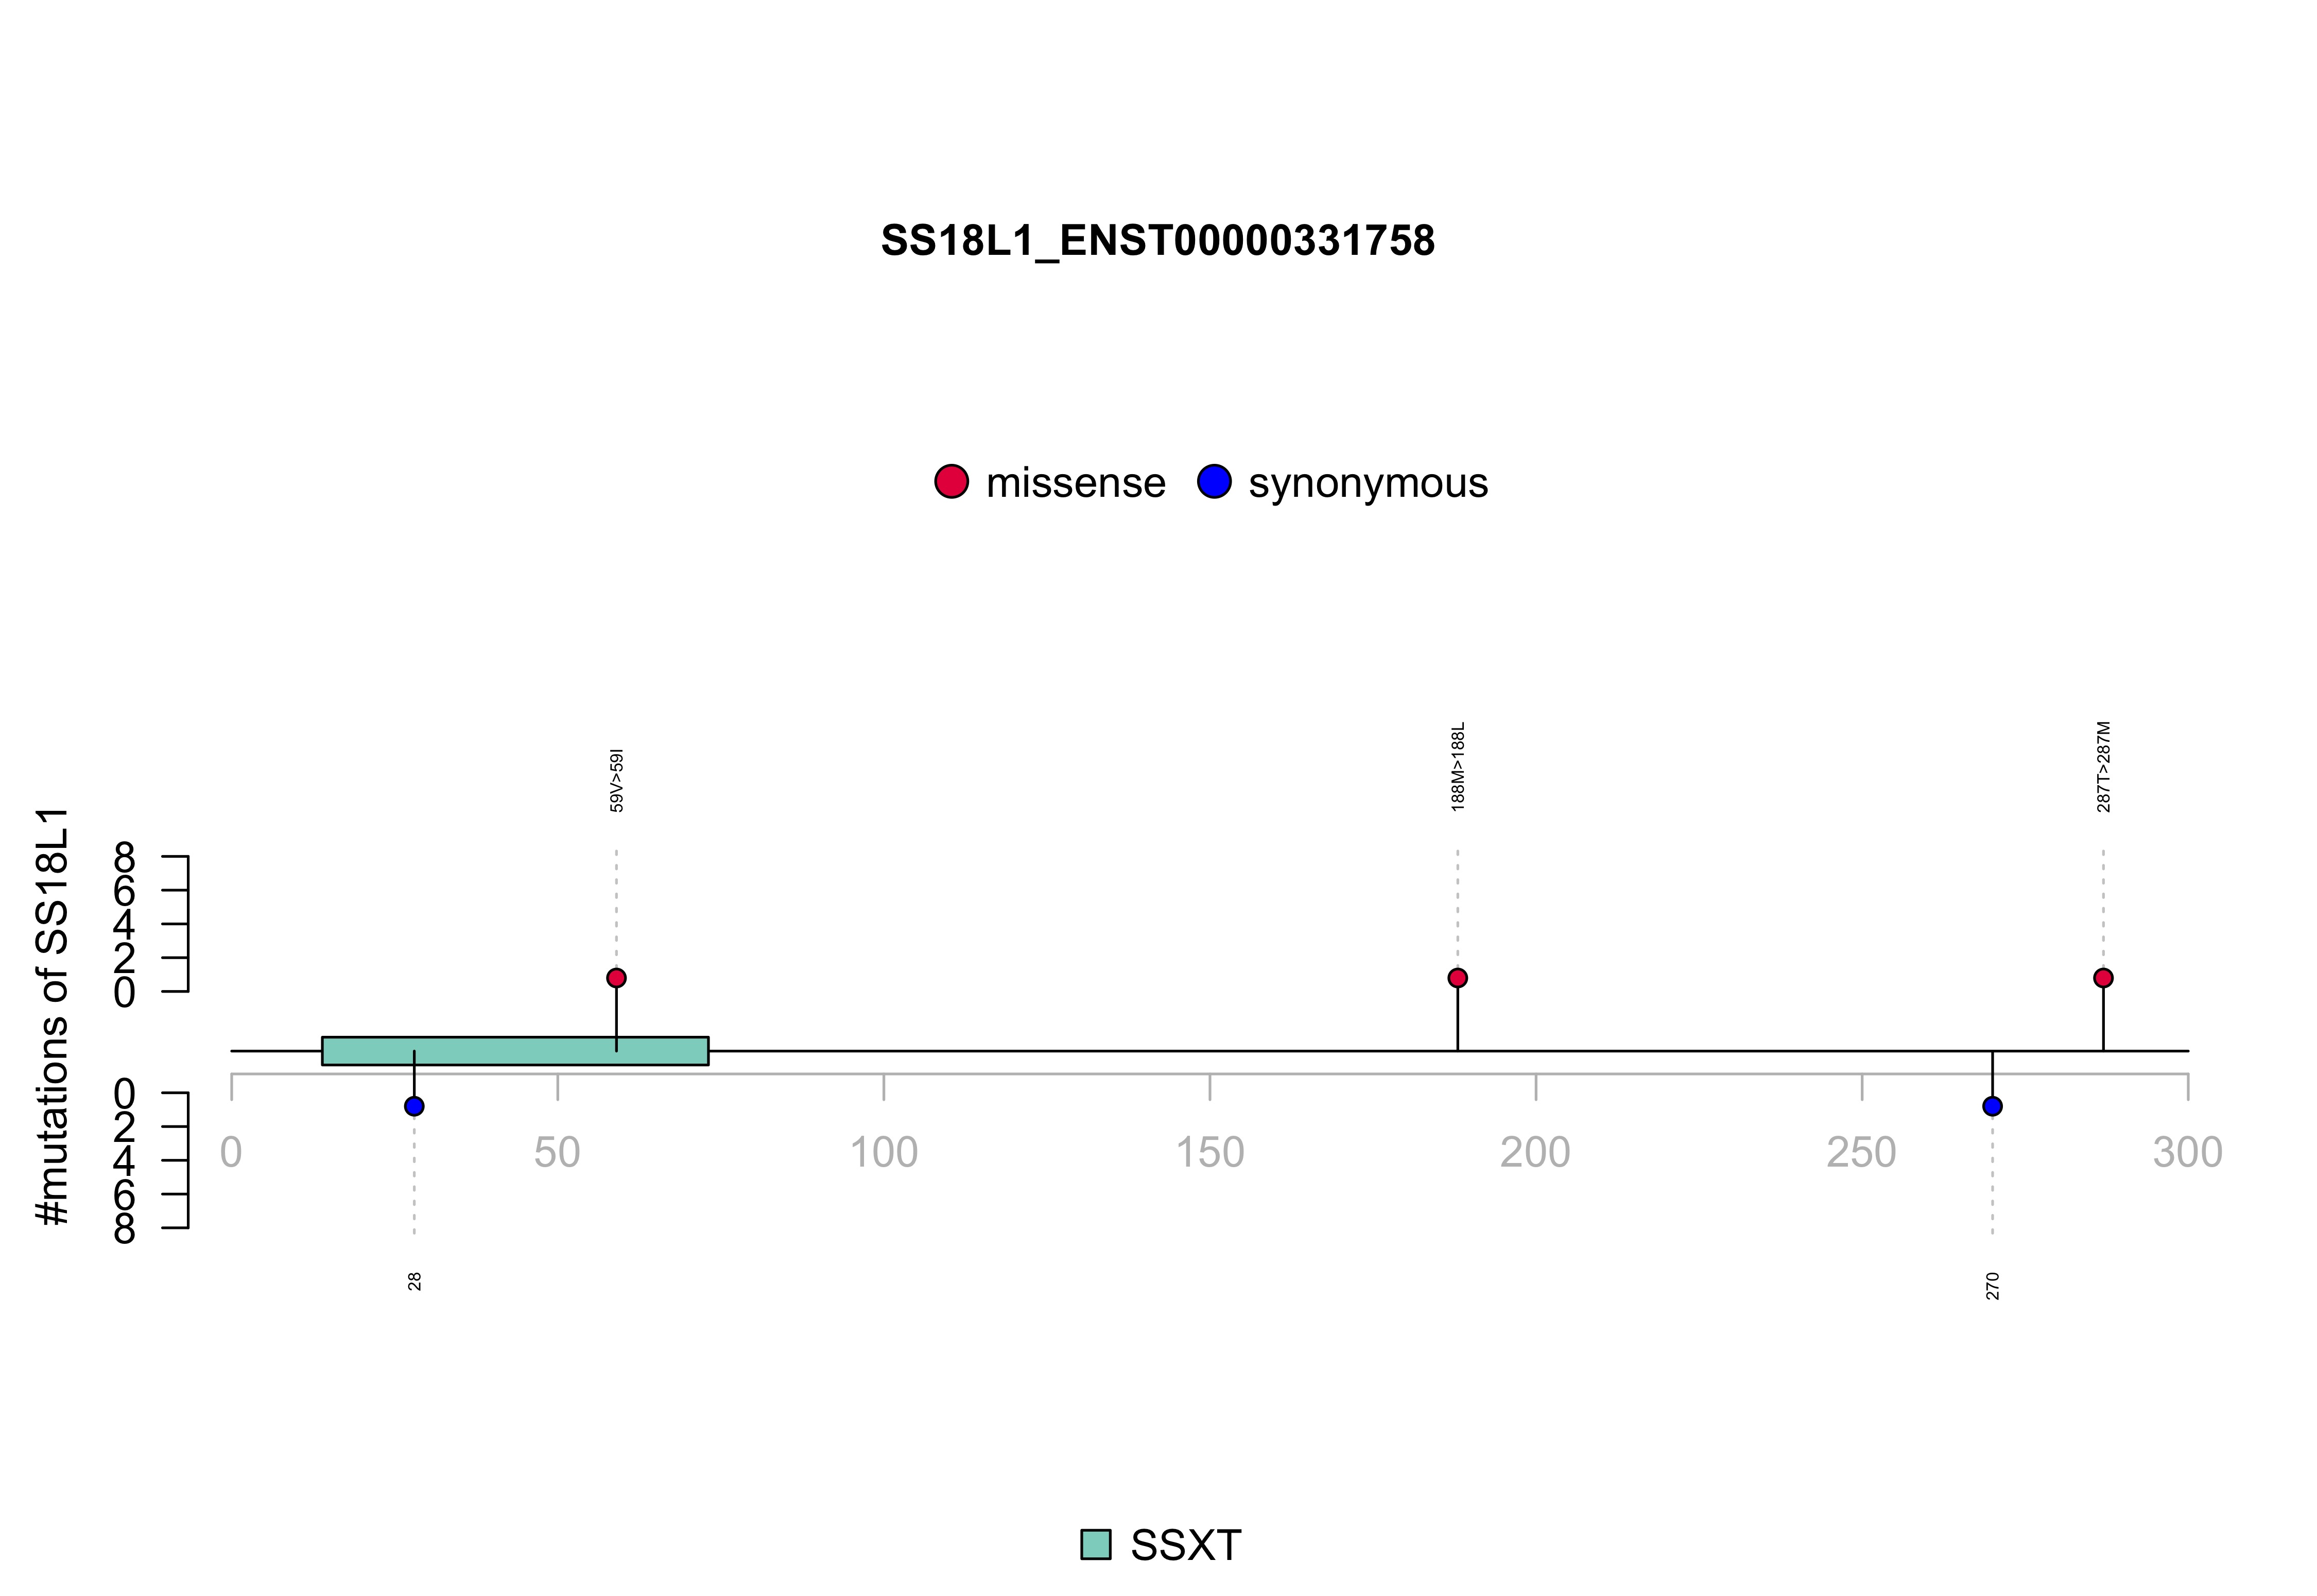 SS18L1_ENST00000331758
missense synonymous
59V>59I
188M>188L
287T>287M
#mutations of SS18L1
8
6
4
2
0
0
2
4
6
8
0 50 100 150 200 250 300
28
270
SSXT